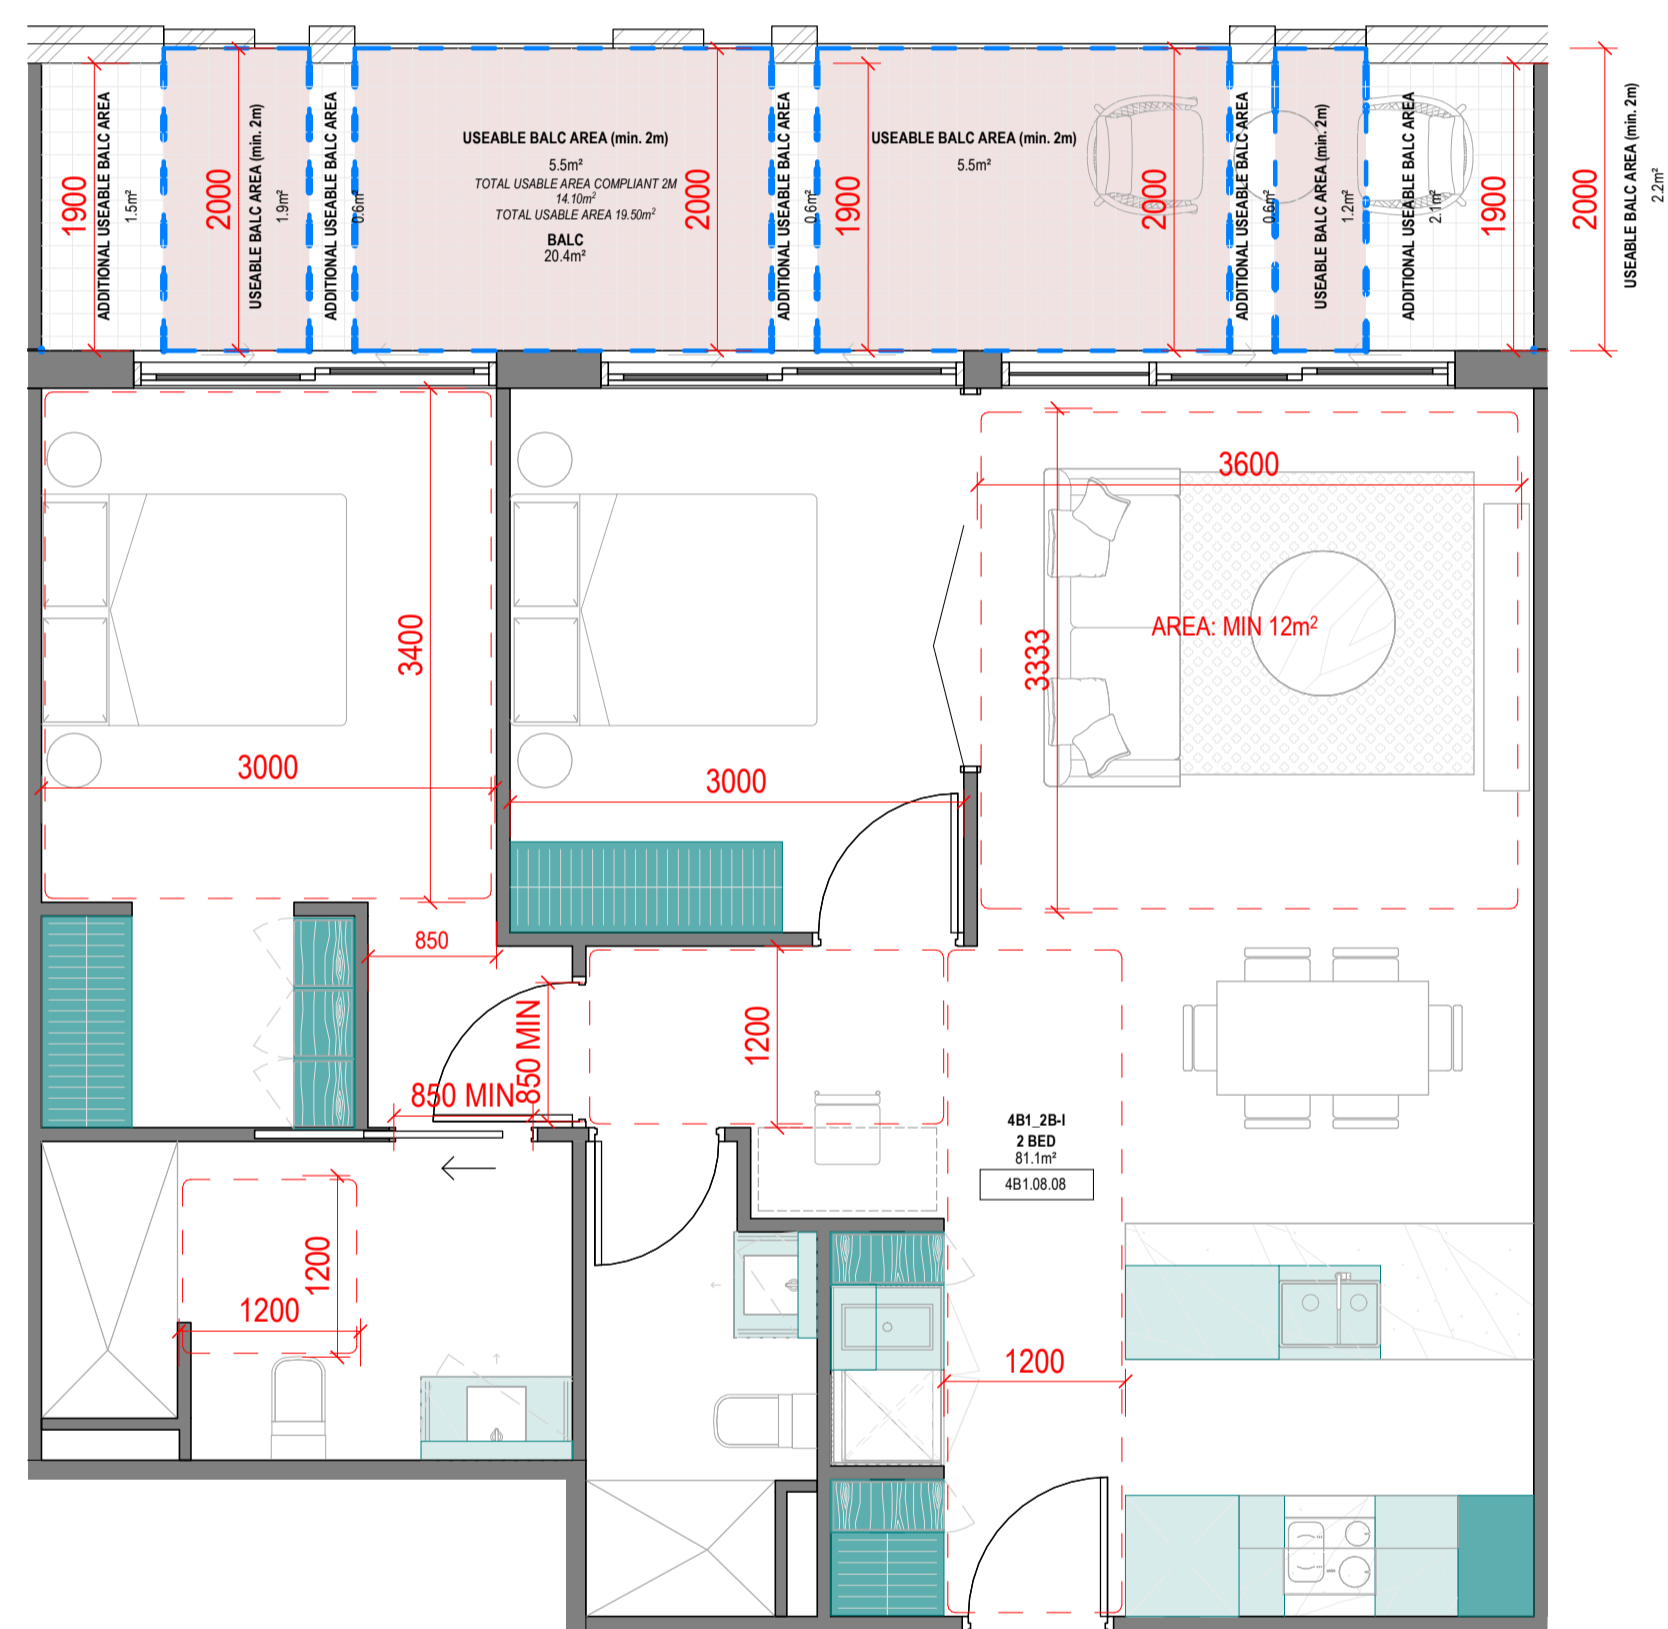 1900
ADDITIONAL USEABLE BALC AREA
1.5m²
2000
USEABLE BALC AREA (min. 2m)
1.9m²
ADDITIONAL USEABLE BALC AREA
0.6m²
USEABLE BALC AREA (min. 2m)
5.5m²
TOTAL USABLE AREA COMPLIANT 2M
14.10m²
TOTAL USABLE AREA 19.50m²
BALC
20.4m²
2000
ADDITIONAL USEABLE BALC AREA
0.6m²
1900
USEABLE BALC AREA (min. 2m)
5.5m²
2000
ADDITIONAL USEABLE BALC AREA
0.6m²
USEABLE BALC AREA (min. 2m)
1.2m²
ADDITIONAL USEABLE BALC AREA
2.1m²
1900
2000
USEABLE BALC AREA (min. 2m)
2.2m²
3600
3400
3333
AREA: MIN 12m²
3000
3000
850
850 MIN
850 MIN
1200
4B1_2B-I
2 BED
81.1m²
4B1.08.08
1200
1200
1200